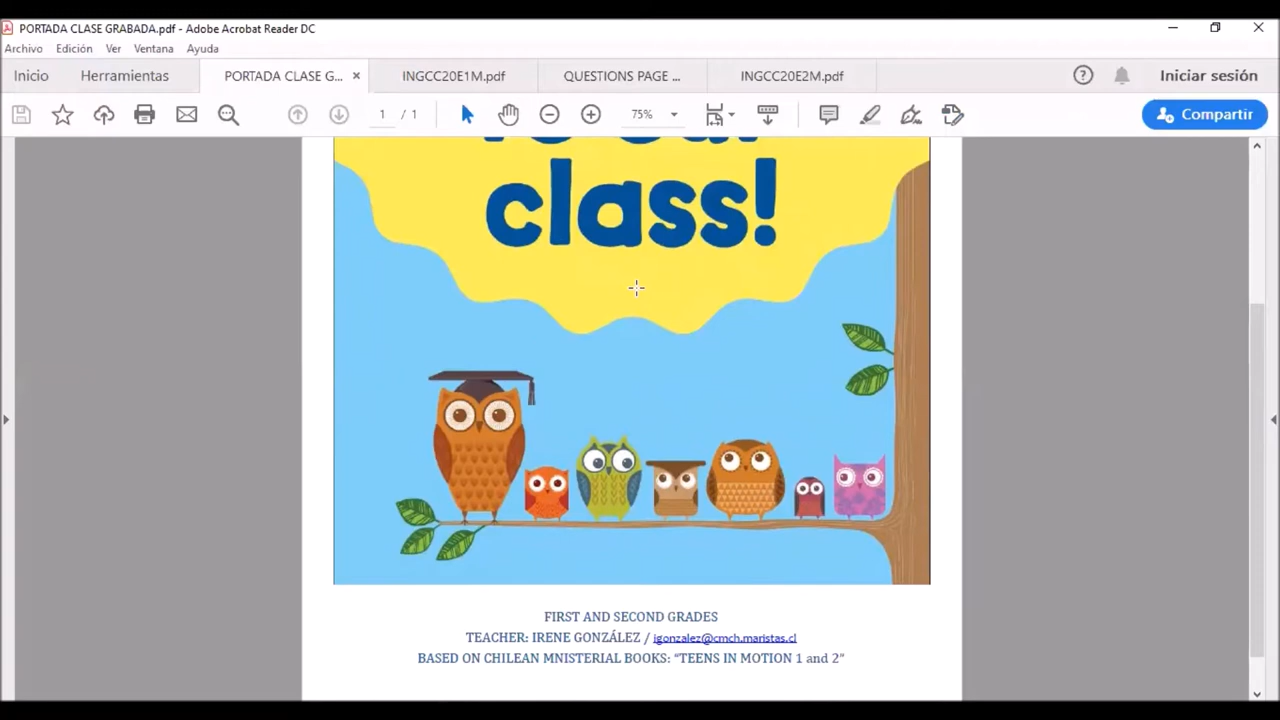 PORTADA CLASE GRABADA.pdf - Adobe Acrobat Reader DC
Archivo Edición Ver Ventana Ayuda
Inicio Herramientas PORTADA CLASE G... × INGCC20E1M.pdf QUESTIONS PAGE ... INGCC20E2M.pdf Iniciar sesión
1 / 1 75% Compartir
class!
FIRST AND SECOND GRADES
TEACHER: IRENE GONZÁLEZ / igonzalez@cmch.maristas.cl
BASED ON CHILEAN MNISTERIAL BOOKS: “TEENS IN MOTION 1 and 2”